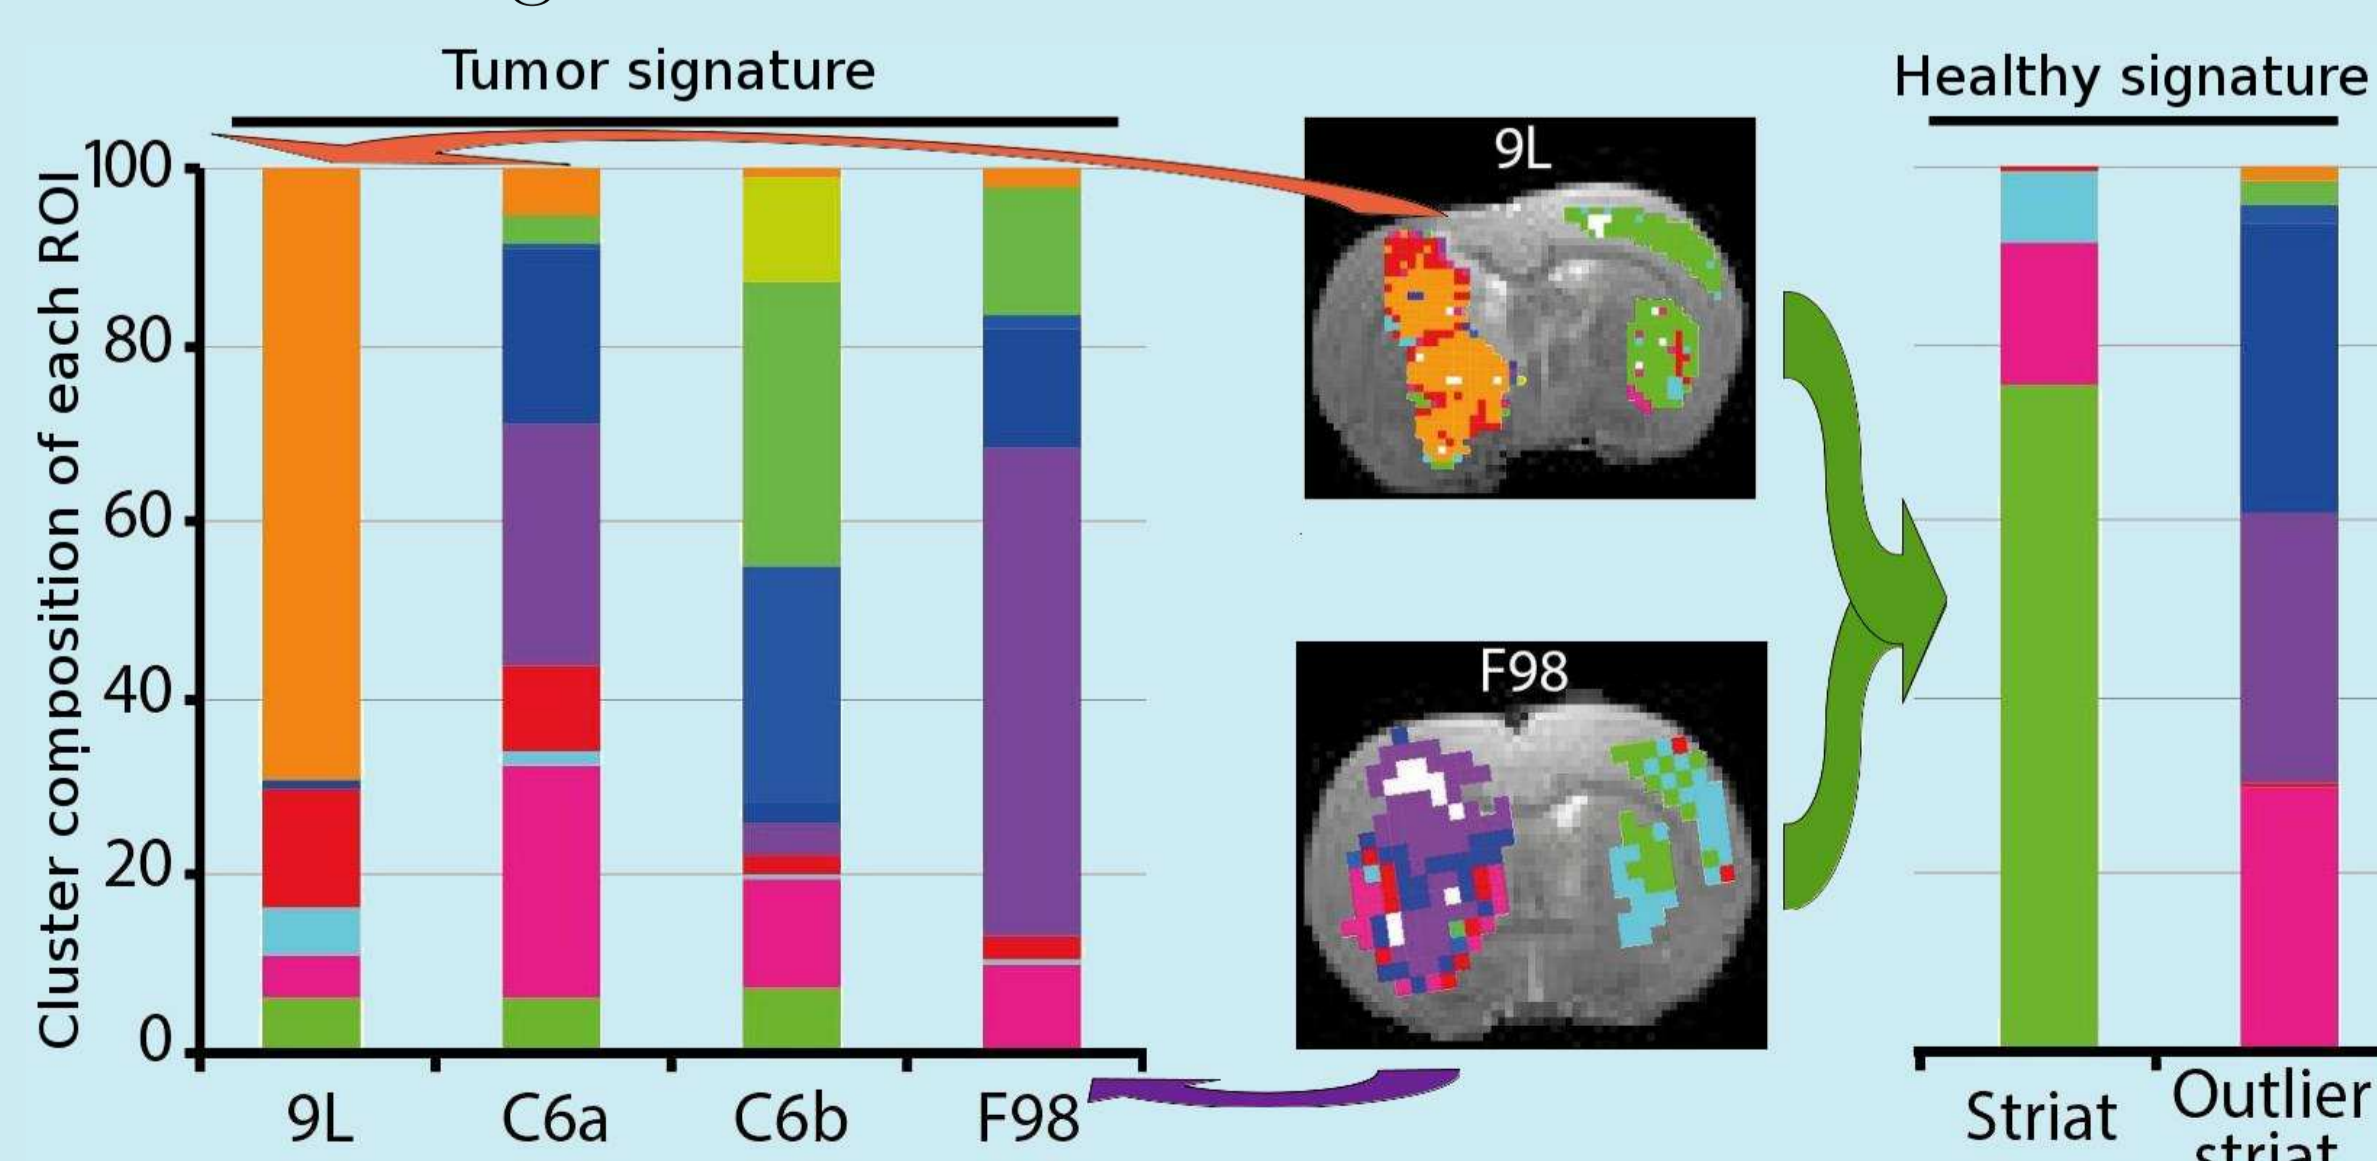 Tumor signature
Healthy signature
Cluster composition of each ROI
100
80
60
40
20
0
9L
C6a
C6b
F98
9L
F98
Striat
Outlier
striat